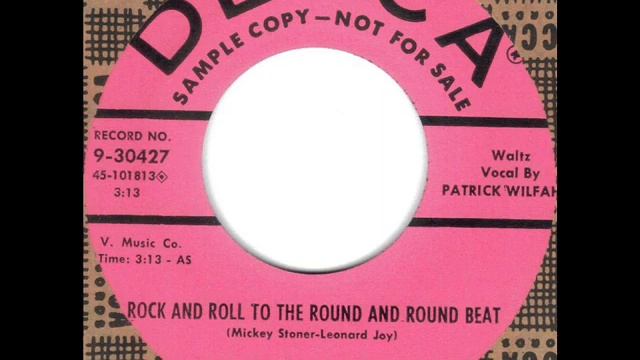 DECCA®
SAMPLE COPY—NOT FOR SALE
RECORD NO.
9-30427
45-101813
3:13
Waltz
Vocal By
PATRICK WILFAH
V. Music Co.
Time: 3:13 - AS
ROCK AND ROLL TO THE ROUND AND ROUND BEAT
(Mickey Stoner-Leonard Joy)